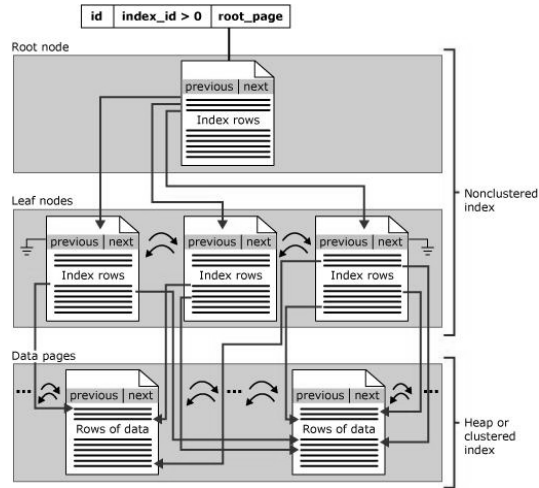 id index_id > 0 root_page
Root node
previous next
Index rows
Nonclustered
index
Leaf nodes
previous next previous next previous next
Index rows Index rows Index rows
Data pages
... ... ...
previous next previous next
Rows of data Rows of data
Heap or
clustered
index